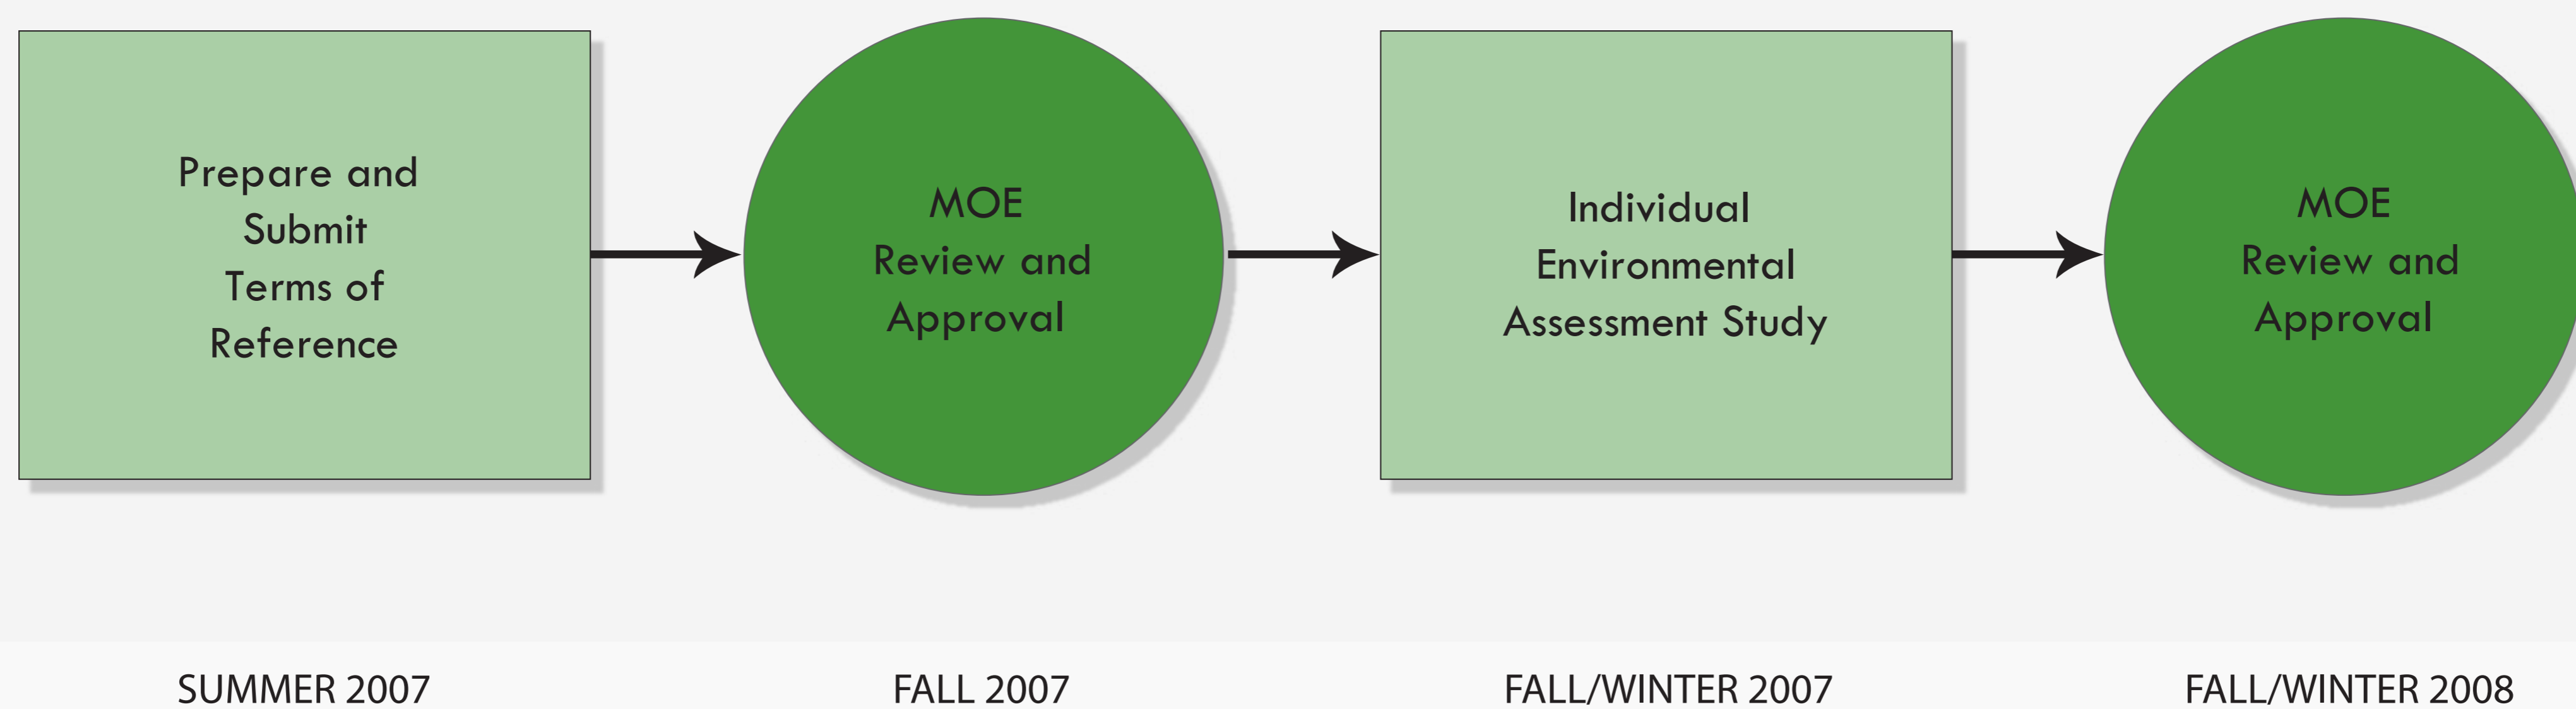 Prepare and
Submit
Terms of
Reference
MOE
Review and
Approval
Individual
Environmental
Assessment Study
MOE
Review and
Approval
SUMMER 2007
FALL 2007
FALL/WINTER 2007
FALL/WINTER 2008